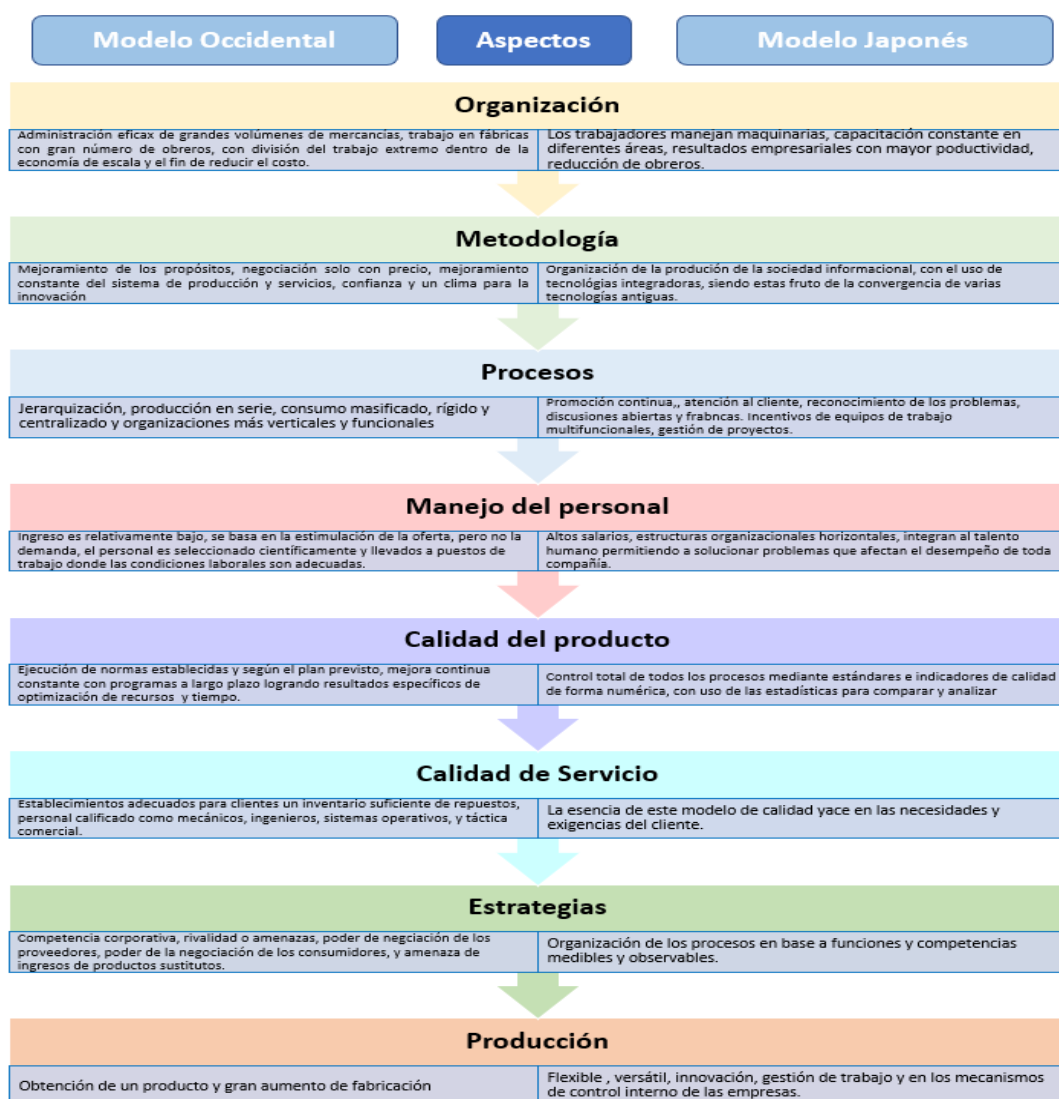 Modelo Occidental
Aspectos
Modelo Japonés
Organización
Administración eficax de grandes volúmenes de mercancías, trabajo en fábricas
con gran número de obreros, con división del trabajo extremo dentro de la
economía de escala y el fin de reducir el costo.
Los trabajadores manejan maquinarias, capacitación constante en
diferentes áreas, resultados empresariales con mayor poductividad,
reducción de obreros.
Metodología
Mejoramiento de los propósitos, negociación solo con precio, mejoramiento
constante del sistema de producción y servicios, confianza y un clima para la
innovación
Organización de la produción de la sociedad informacional, con el uso de
tecnológias integradoras, siendo estas fruto de la convergencia de varias
tecnologías antiguas.
Procesos
Jerarquización, producción en serie, consumo masificado, rígido y
centralizado y organizaciones más verticales y funcionales
Promoción continua,, atención al cliente, reconocimiento de los problemas,
discusiones abiertas y frabncas. Incentivos de equipos de trabajo
multifuncionales, gestión de proyectos.
Manejo del personal
Ingreso es relativamente bajo, se basa en la estimulación de la oferta, pero no la
demanda, el personal es seleccionado científicamente y llevados a puestos de
trabajo donde las condiciones laborales son adecuadas.
Altos salarios, estructuras organizacionales horizontales, integran al talento
humano permitiendo a solucionar problemas que afectan el desempeño de toda
compañía.
Calidad del producto
Ejecución de normas establecidas y según el plan previsto, mejora continua
constante con programas a largo plazo logrando resultados específicos de
optimización de recursos y tiempo.
Control total de todos los procesos mediante estándares e indicadores de calidad
de forma numérica, con uso de las estadísticas para comparar y analizar
Calidad de Servicio
Establecimientos adecuados para clientes un inventario suficiente de repuestos,
personal calificado como mecánicos, ingenieros, sistemas operativos, y táctica
comercial.
La esencia de este modelo de calidad yace en las necesidades y
exigencias del cliente.
Estrategias
Competencia corporativa, rivalidad o amenazas, poder de negciación de los
proveedores, poder de la negociación de los consumidores, y amenaza de
ingresos de productos sustitutos.
Organización de los procesos en base a funciones y competencias
medibles y observables.
Producción
Obtención de un producto y gran aumento de fabricación
Flexible , versátil, innovación, gestión de trabajo y en los mecanismos
de control interno de las empresas.